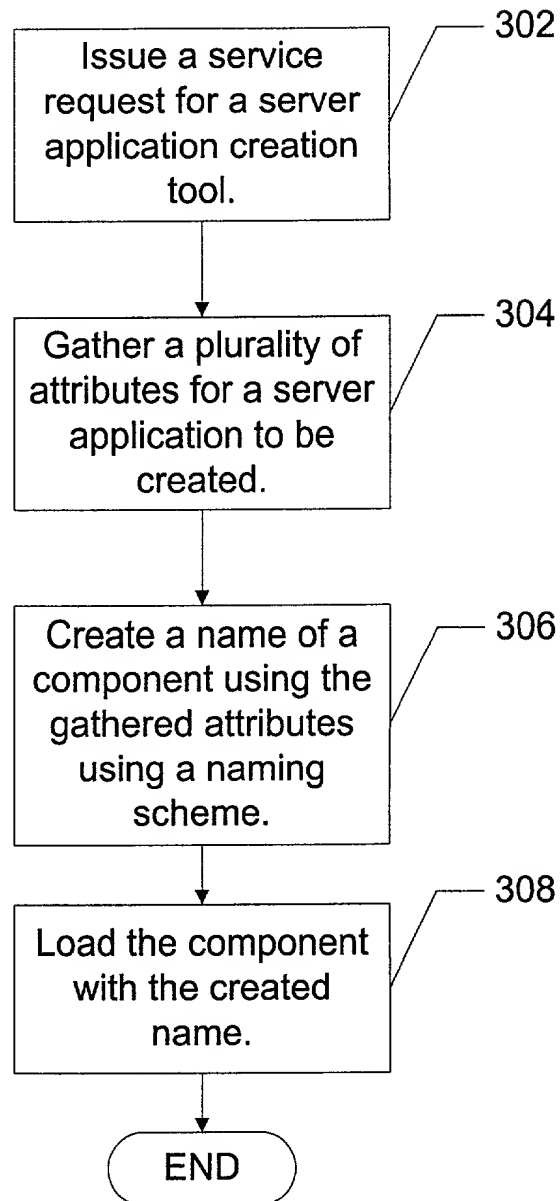 302
Issue a service
request for a server
application creation
tool.
304
Gather a plurality of
attributes for a server
application to be
created.
306
Create a name of a
component using the
gathered attributes
using a naming
scheme.
308
Load the component
with the created
name.
END